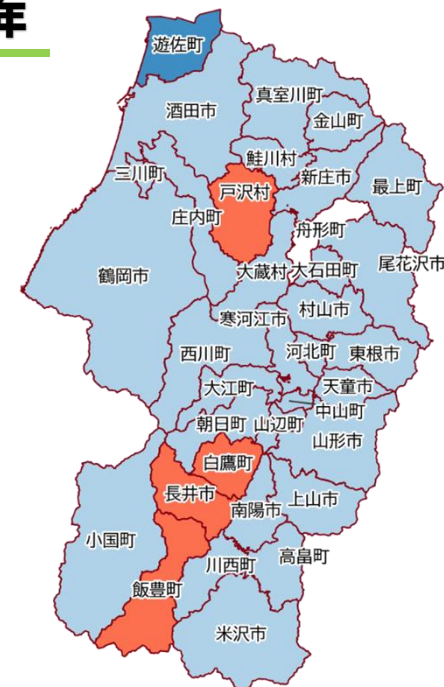 年
遊佐町
酒田市
真室川町
金山町
鮭川村
新庄市
最上町
三川町
戸沢村
庄内町
舟形町
尾花沢市
鶴岡市
大蔵村
大石田町
寒河江市
村山市
西川町
河北町
東根市
大江町
天童市
中山町
朝日町
山辺町
山形市
白鷹町
長井市
南陽市
上山市
小国町
川西町
高畠町
飯豊町
米沢市